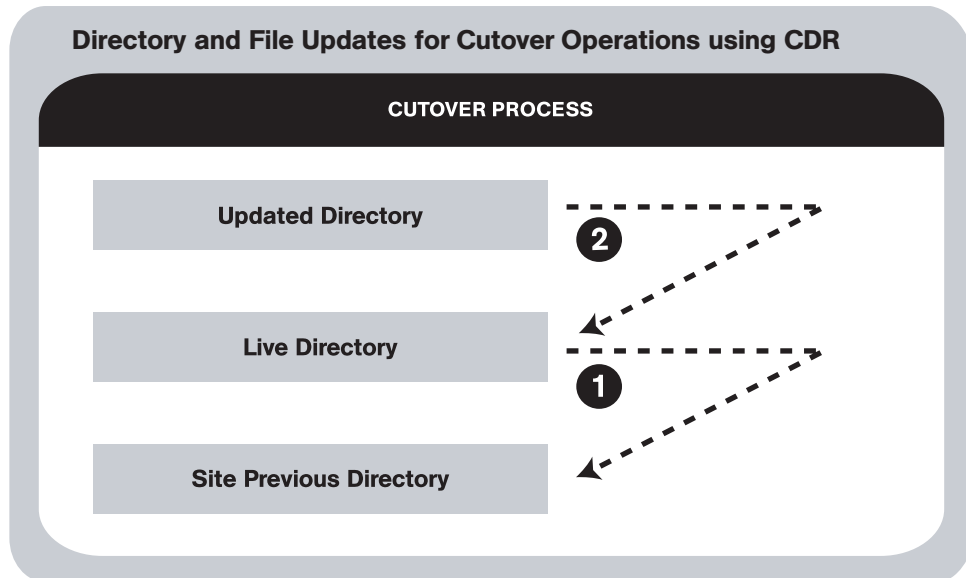 Directory and File Updates for Cutover Operations using CDR
CUTOVER PROCESS
Updated Directory
2
Live Directory
1
Site Previous Directory